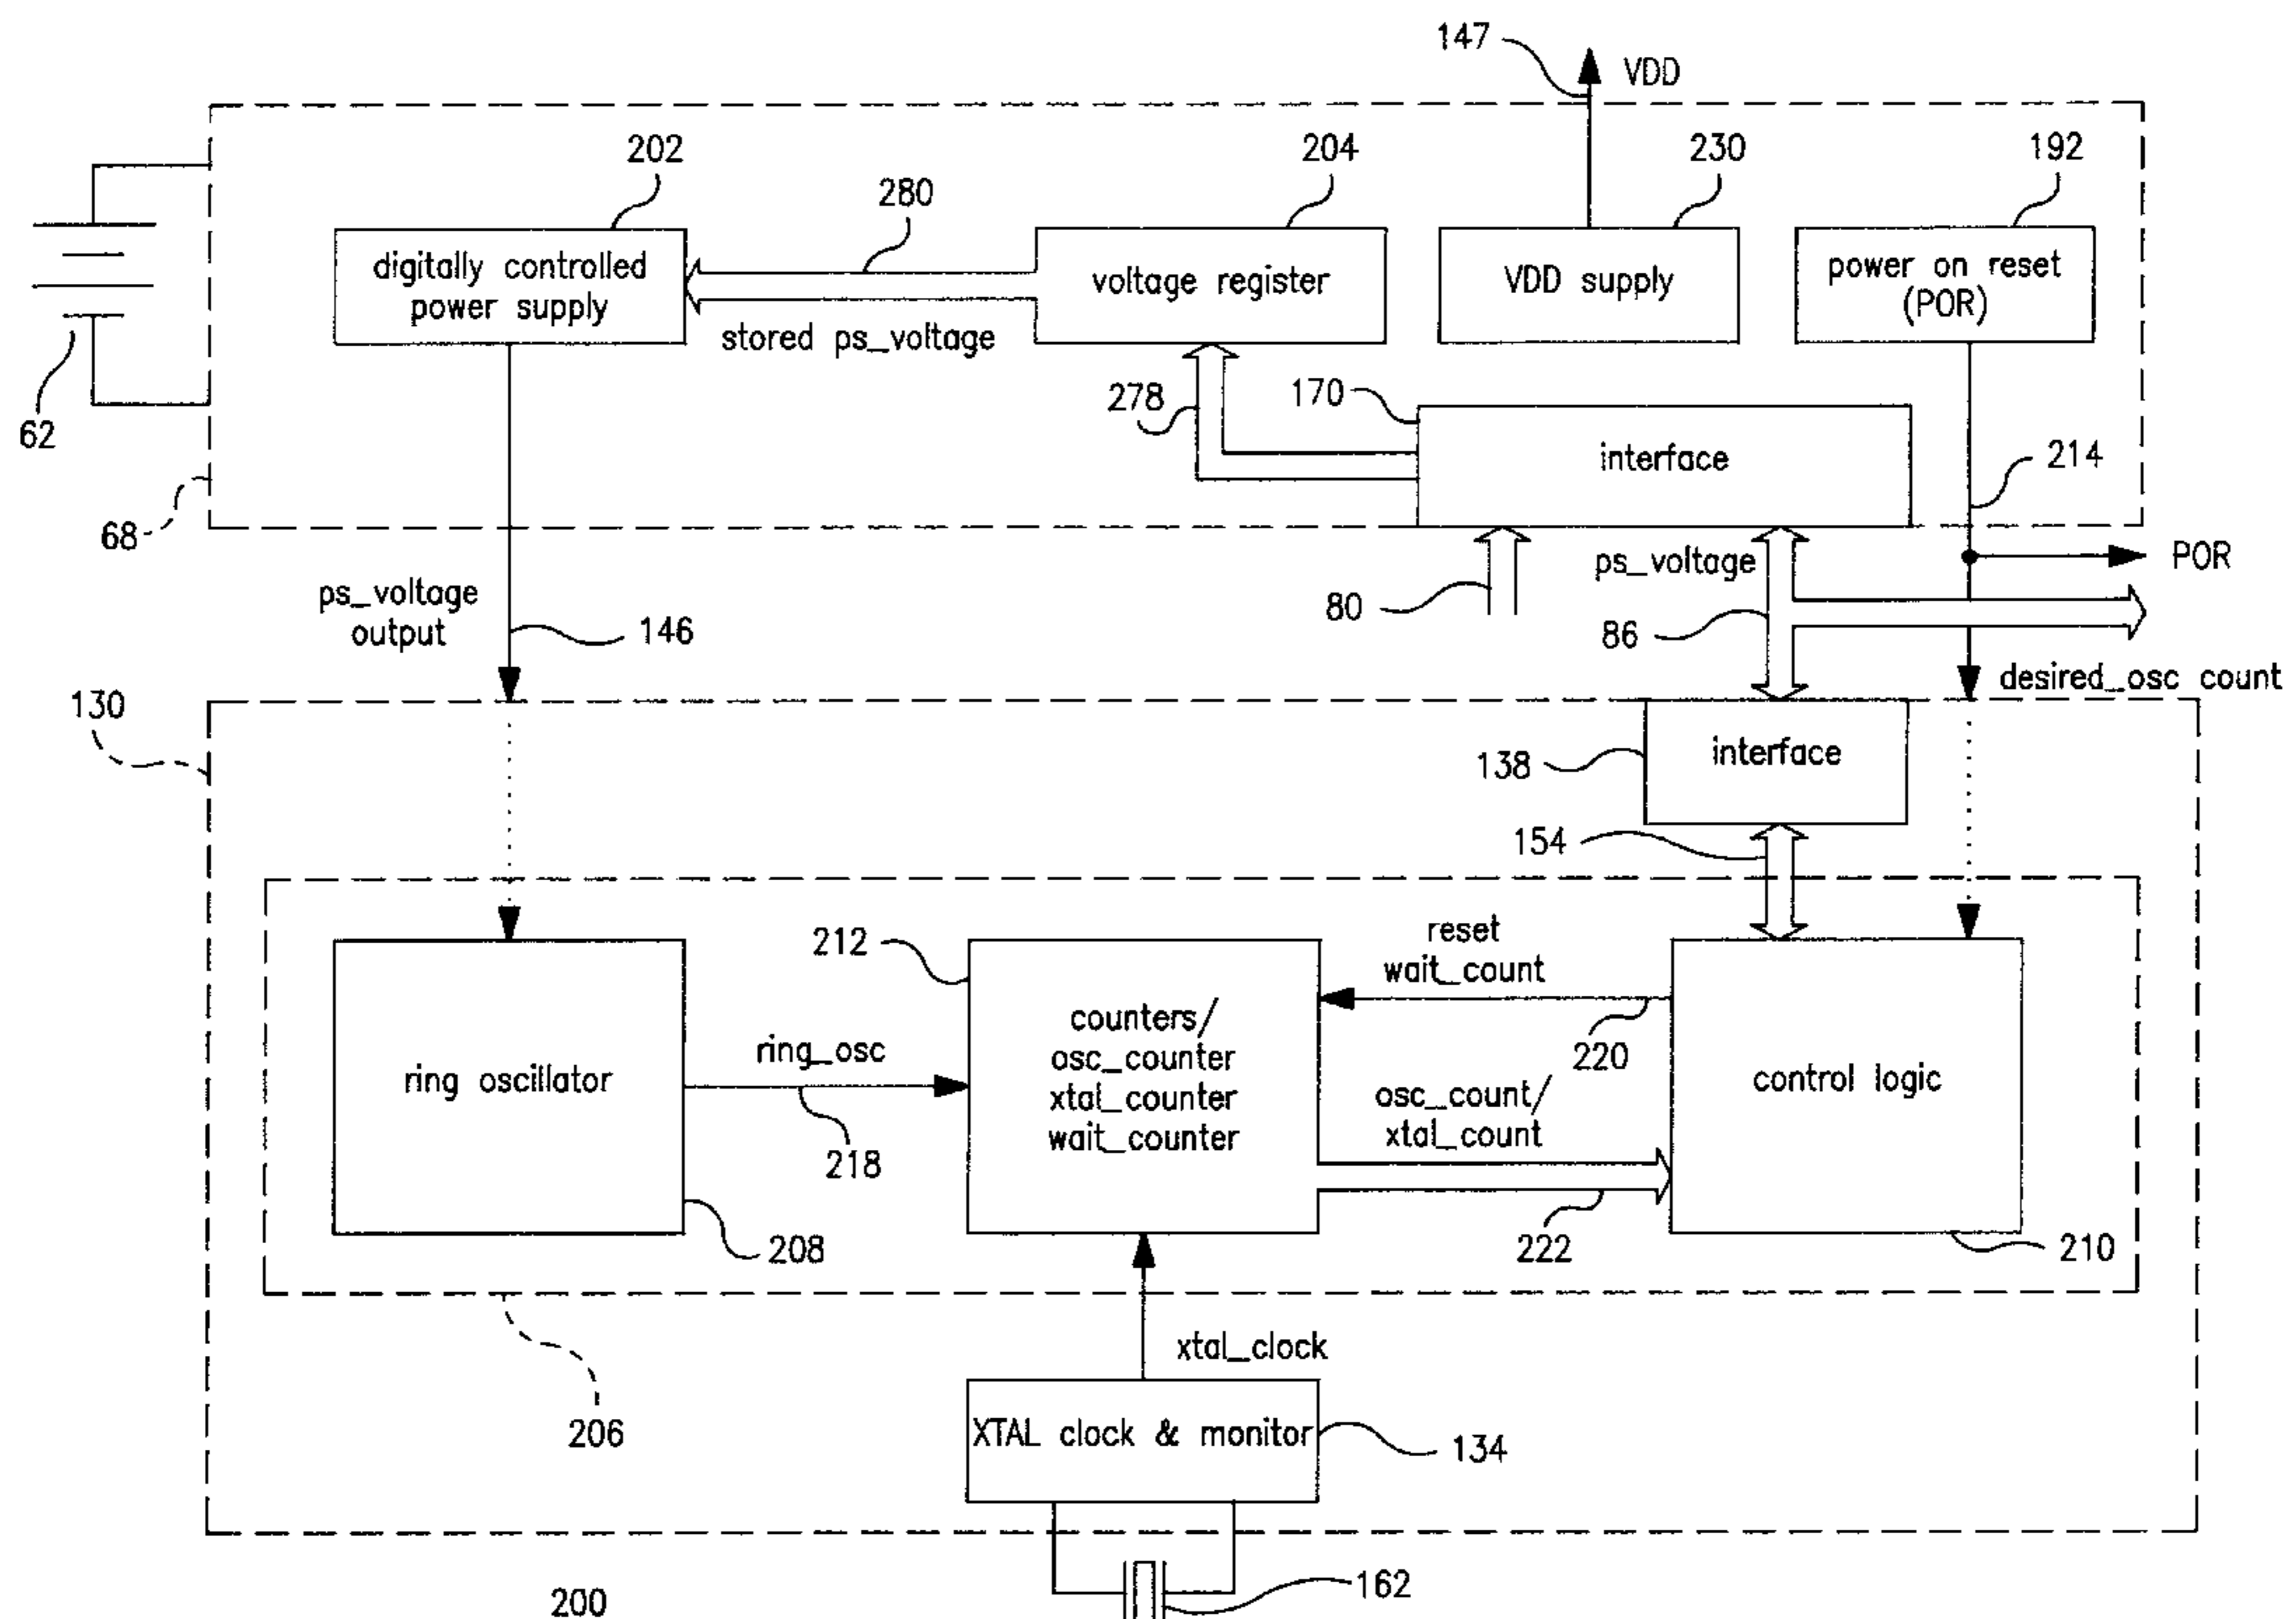 147
VDD
202
280
204
230
192
digitally controlled
power supply
voltage register
VDD supply
power on reset
(POR)
stored ps_voltage
62
278
170
interface
214
68
ps_voltage
output
146
80
ps_voltage
86
POR
desired_osc count
130
138
interface
154
212
reset
wait_count
220
ring oscillator
ring_osc
218
counters/
osc_counter
xtal_counter
wait_counter
osc_count/
xtal_count
control logic
208
222
210
206
xtal_clock
XTAL clock & monitor
134
200
162